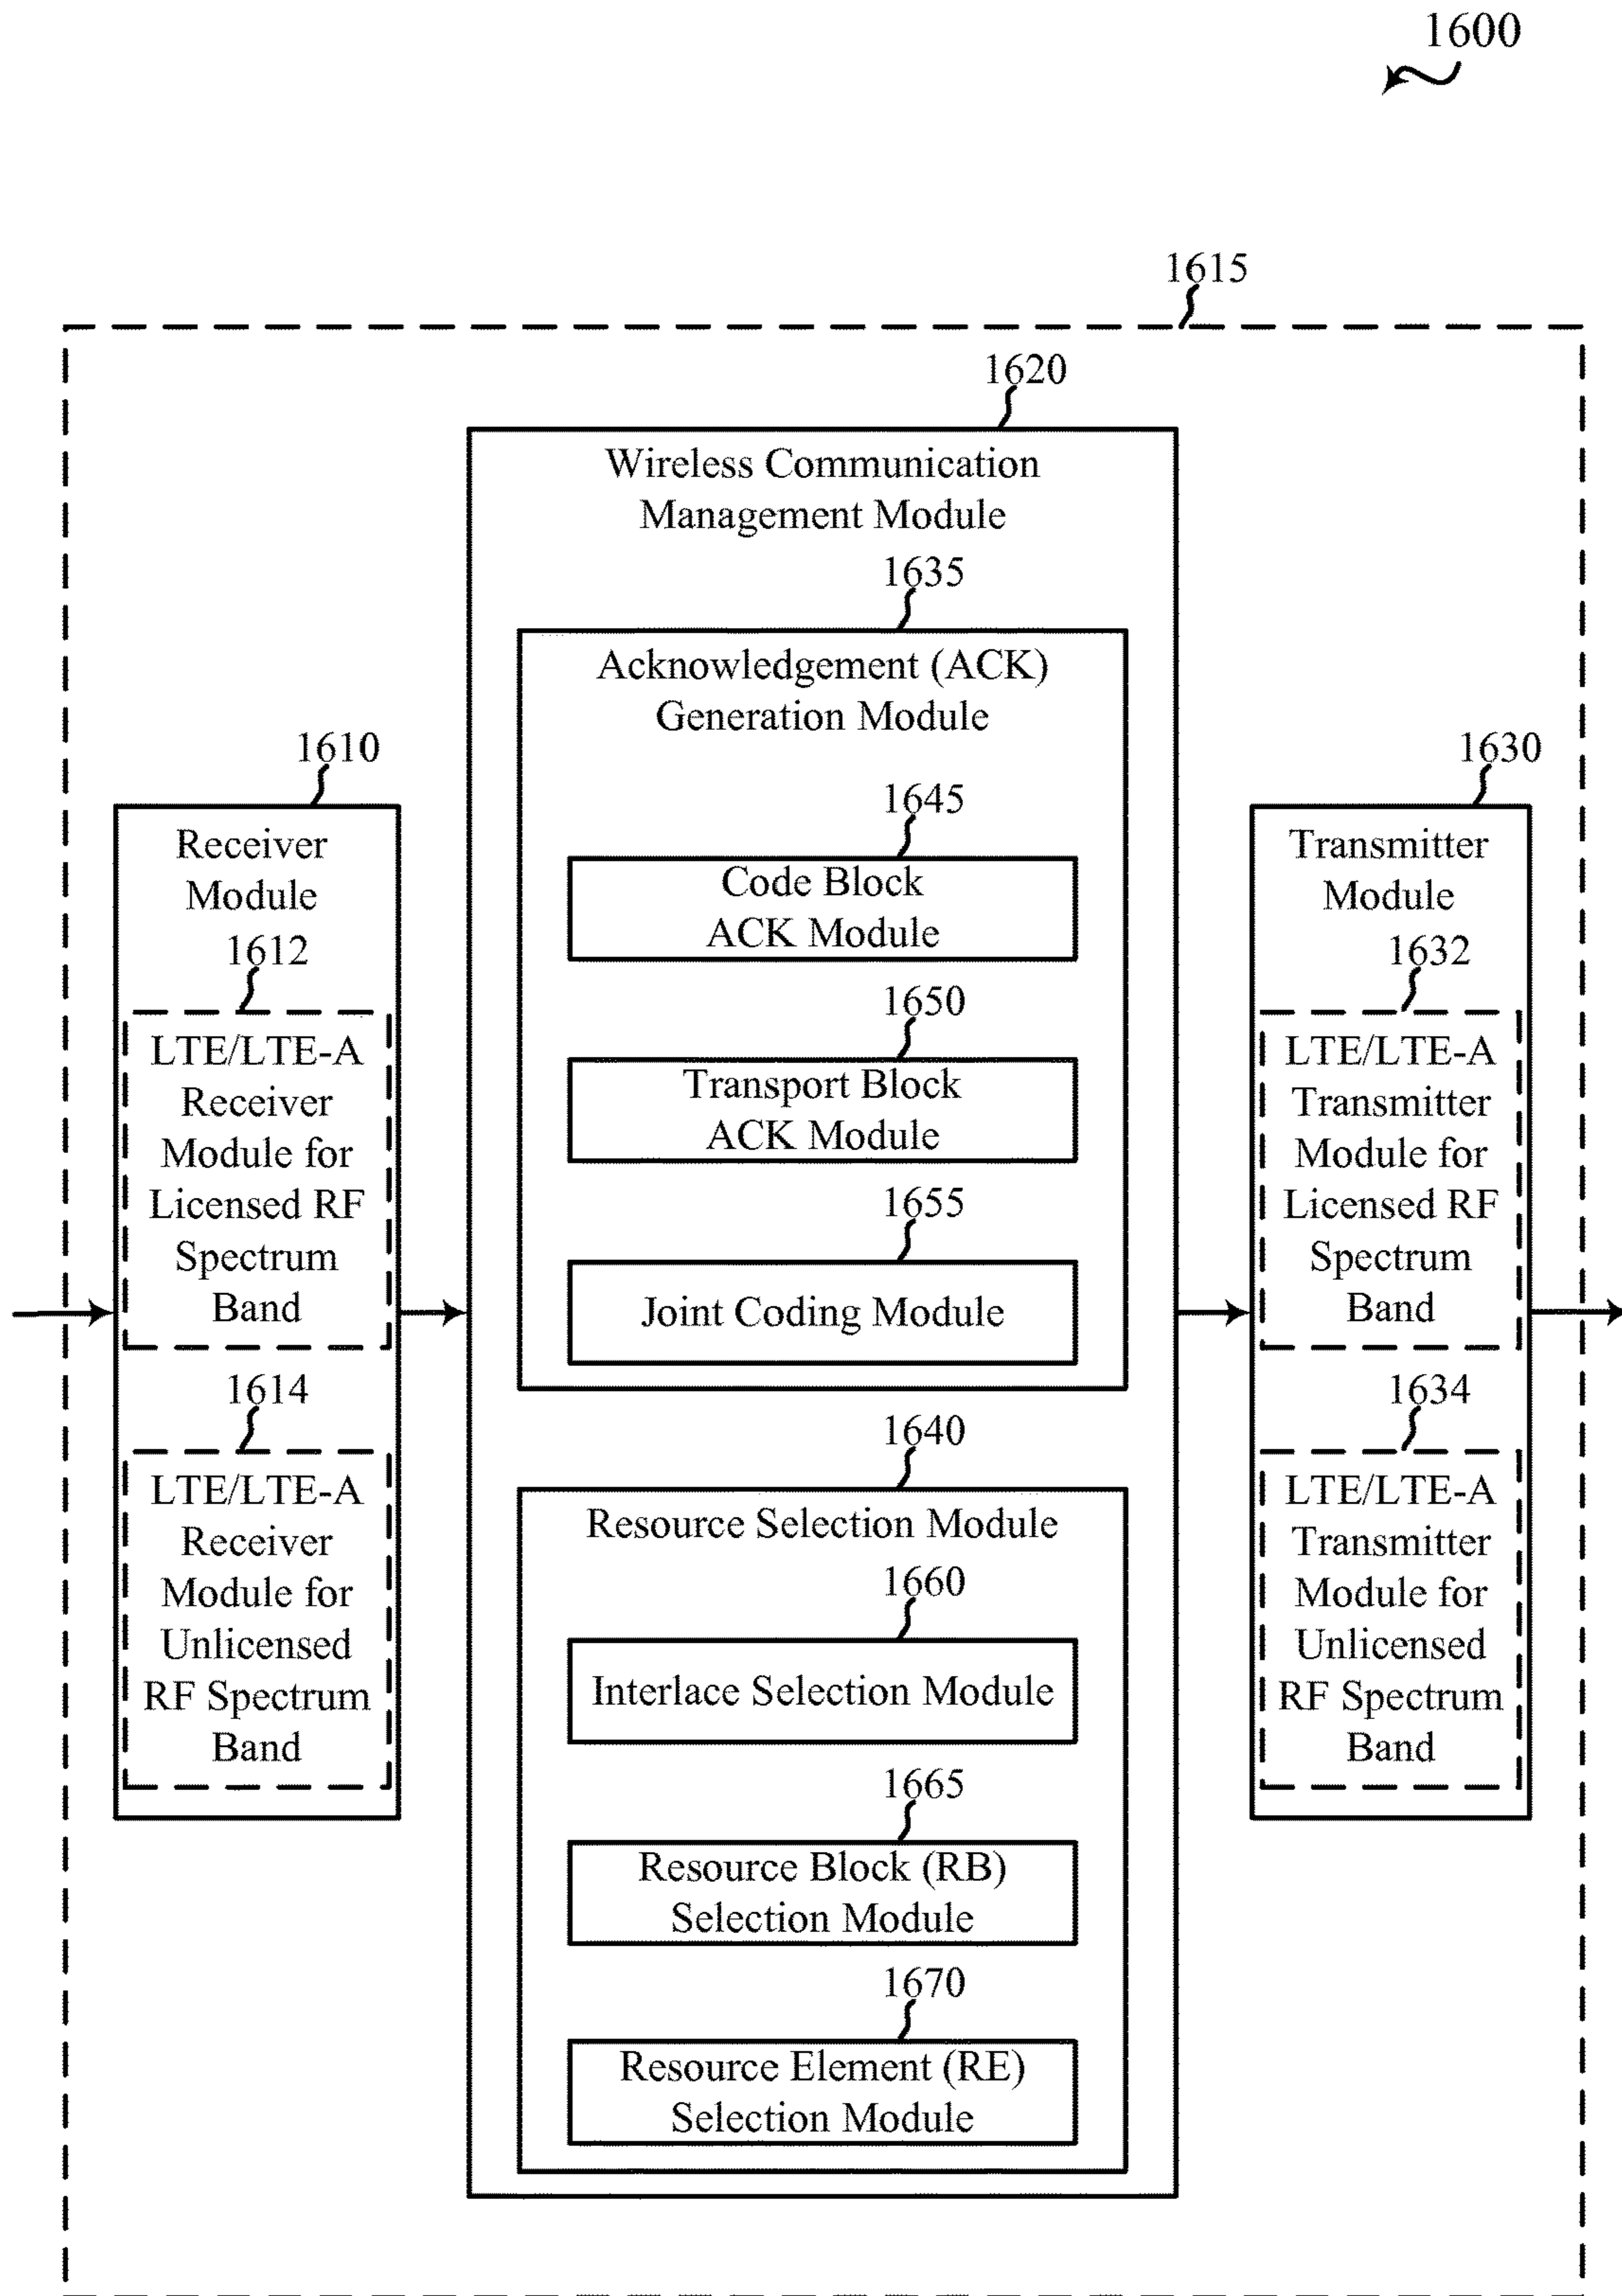 1600
1615
1620
Wireless Communication
Management Module
1635
Acknowledgement (ACK)
Generation Module
1645
Code Block
ACK Module
1650
Transport Block
ACK Module
1655
Joint Coding Module
1640
Resource Selection Module
1660
Interlace Selection Module
1665
Resource Block (RB)
Selection Module
1670
Resource Element (RE)
Selection Module
1610
Receiver
Module
1612
LTE/LTE-A
Receiver
Module for
Licensed RF
Spectrum
Band
1614
LTE/LTE-A
Receiver
Module for
Unlicensed
RF Spectrum
Band
1630
Transmitter
Module
1632
LTE/LTE-A
Transmitter
Module for
Licensed RF
Spectrum
Band
1634
LTE/LTE-A
Transmitter
Module for
Unlicensed
RF Spectrum
Band